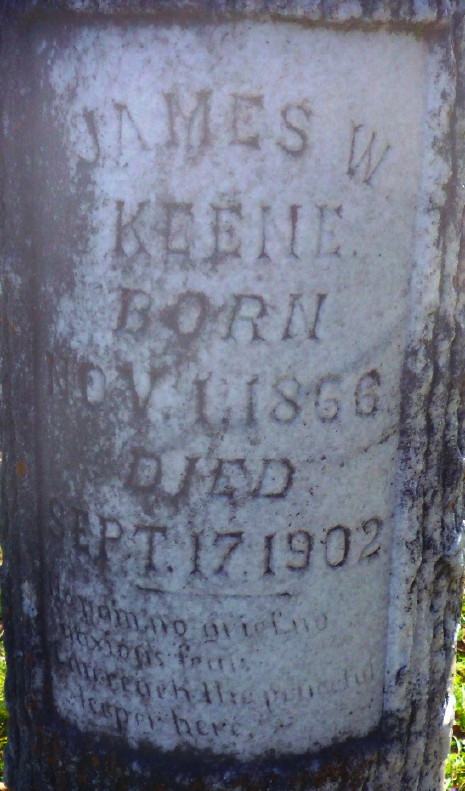 JAMES W
KEENE.
BORN
NOV. 1, 1866
DIED
SEPT. 17. 1902
No pain, no grief, no
anxious fear
Can reach the peaceful
sleeper here.